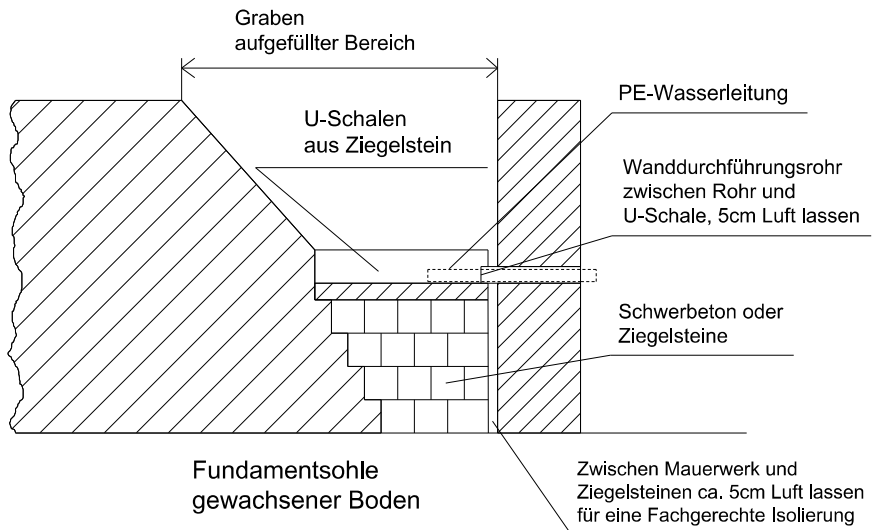 Graben
aufgefüllter Bereich
PE-Wasserleitung
U-Schalen
aus Ziegelstein
Wanddurchführungsrohr
zwischen Rohr und
U-Schale, 5cm Luft lassen
Schwerbeton oder
Ziegelsteine
Fundamentsohle
gewachsener Boden
Zwischen Mauerwerk und
Ziegelsteinen ca. 5cm Luft lassen
für eine Fachgerechte Isolierung